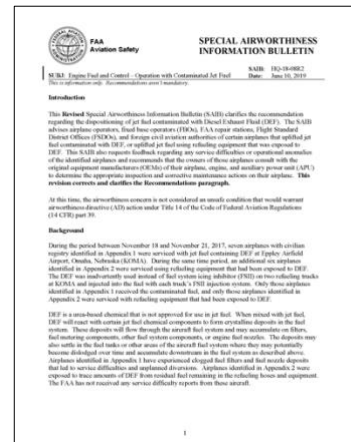 FAA
Aviation Safety
SPECIAL AIRWORTHINESS
INFORMATION BULLETIN
SAIB: HQ-18-08R2
SUBJ: Engine Fuel and Control – Operation with Contaminated Jet Fuel Date: June 10, 2019
This is information only. Recommendations aren't mandatory.
Introduction
This Revised Special Airworthiness Information Bulletin (SAIB) clarifies the recommendation
regarding the dispositioning of jet fuel contaminated with Diesel Exhaust Fluid (DEF). The SAIB
advises airplane operators, fixed base operators (FBOs), FAA repair stations, Flight Standard
District Offices (FSDOs), and foreign civil aviation authorities of certain airplanes that uplifted jet
fuel contaminated with DEF, or uplifted jet fuel using refueling equipment that was exposed to
DEF. This SAIB also requests feedback regarding any service difficulties or operational anomalies
of the identified airplanes and recommends that the owners of those airplanes consult with the
original equipment manufacturers (OEMs) of their airplane, engine, and auxiliary power unit (APU)
to determine the appropriate inspection and corrective maintenance actions on their airplane. This
revision corrects and clarifies the Recommendations paragraph.
At this time, the airworthiness concern is not considered an unsafe condition that would warrant
airworthiness directive (AD) action under Title 14 of the Code of Federal Aviation Regulations
(14 CFR) part 39.
Background
During the period between November 18 and November 21, 2017, seven airplanes with civilian
registry identified in Appendix 1 were serviced with jet fuel containing DEF at Eppley Airfield
Airport, Omaha, Nebraska (KOMA). During the same time period, an additional six airplanes
identified in Appendix 2 were serviced using refueling equipment that had been exposed to DEF.
The DEF was inadvertently used instead of fuel system icing inhibitor (FSII) on two refueling trucks
at KOMA and injected into the fuel with each truck's FSII injection system. Only those airplanes
identified in Appendix 1 received the contaminated fuel, and only those airplanes identified in
Appendix 2 were serviced with refueling equipment that had been exposed to DEF.
DEF is a urea-based chemical that is not approved for use in jet fuel. When mixed with jet fuel,
DEF will react with certain jet fuel chemical components to form crystalline deposits in the fuel
system. These deposits will flow through the aircraft fuel system and may accumulate on filters,
fuel metering components, other fuel system components, or engine fuel nozzles. The deposits may
also settle in the fuel tanks or other areas of the aircraft fuel system where they may potentially
become dislodged over time and accumulate downstream in the fuel system as described above.
Airplanes identified in Appendix 1 have experienced clogged fuel filters and fuel nozzle deposits
that led to service difficulties and unplanned diversions. Airplanes identified in Appendix 2 were
exposed to trace amounts of DEF from residual fuel remaining in the refueling hoses and equipment.
The FAA has not received any service difficulty reports from these aircraft.
1